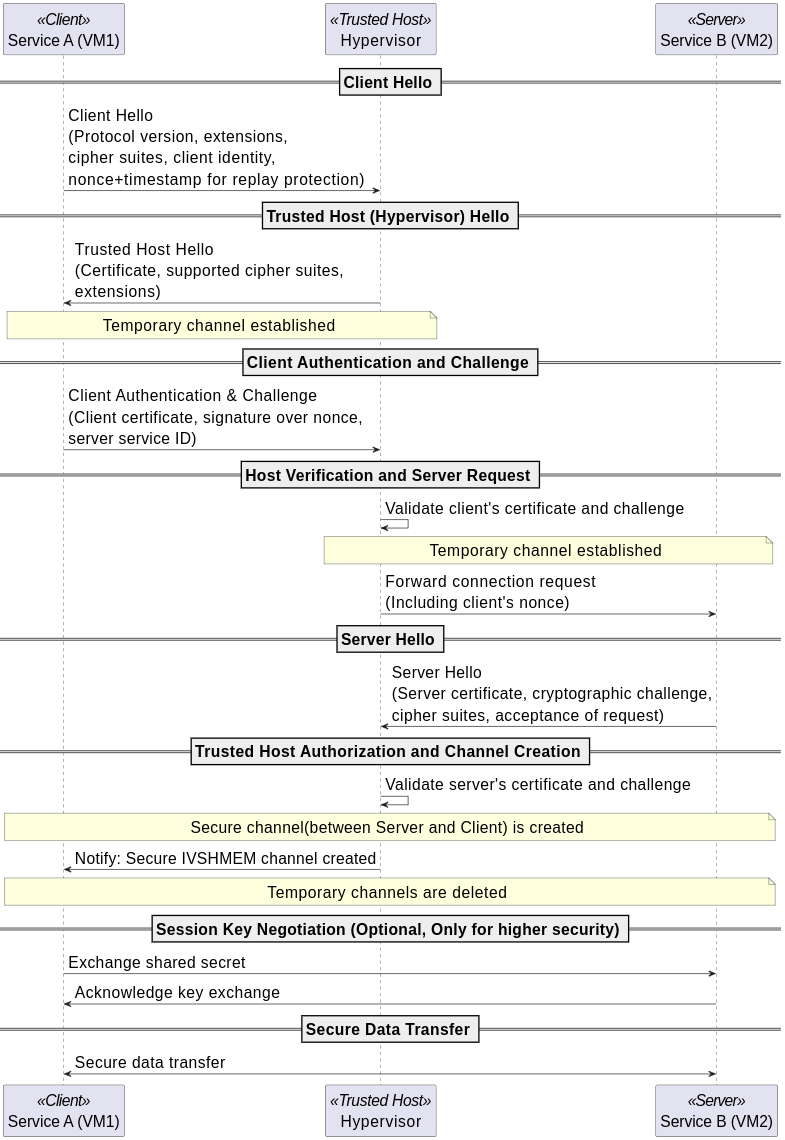 «Client»
Service A (VM1)
«Trusted Host»
Hypervisor
«Server»
Service B (VM2)
Client Hello
Client Hello
(Protocol version, extensions,
cipher suites, client identity,
nonce+timestamp for replay protection)
Trusted Host (Hypervisor) Hello
Trusted Host Hello
(Certificate, supported cipher suites,
extensions)
Temporary channel established
Client Authentication and Challenge
Client Authentication & Challenge
(Client certificate, signature over nonce,
server service ID)
Host Verification and Server Request
Validate client's certificate and challenge
Temporary channel established
Forward connection request
(Including client's nonce)
Server Hello
Server Hello
(Server certificate, cryptographic challenge,
cipher suites, acceptance of request)
Trusted Host Authorization and Channel Creation
Validate server's certificate and challenge
Secure channel(between Server and Client) is created
Notify: Secure IVSHMEM channel created
Temporary channels are deleted
Session Key Negotiation (Optional, Only for higher security)
Exchange shared secret
Acknowledge key exchange
Secure Data Transfer
Secure data transfer
«Client»
Service A (VM1)
«Trusted Host»
Hypervisor
«Server»
Service B (VM2)